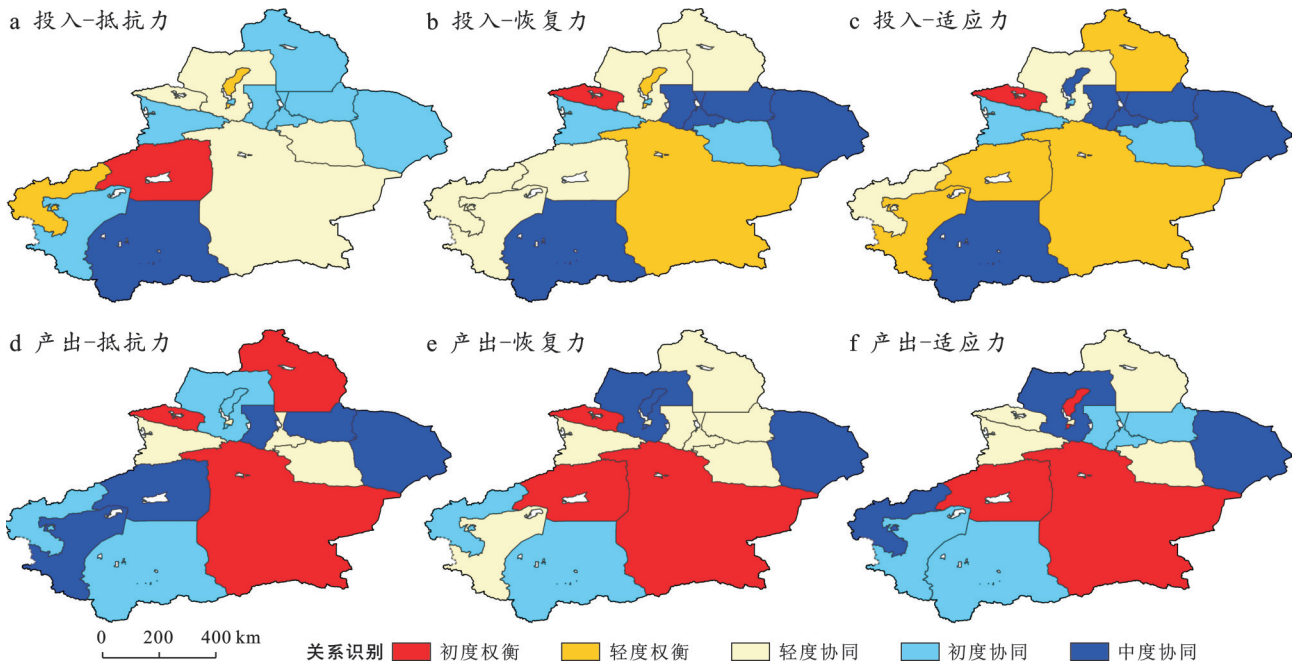 a 投入-抵抗力
b 投入-恢复力
c 投入-适应力
d 产出-抵抗力
e 产出-恢复力
f 产出-适应力
0 200 400 km
关系识别 初度权衡 轻度权衡 轻度协同 初度协同 中度协同